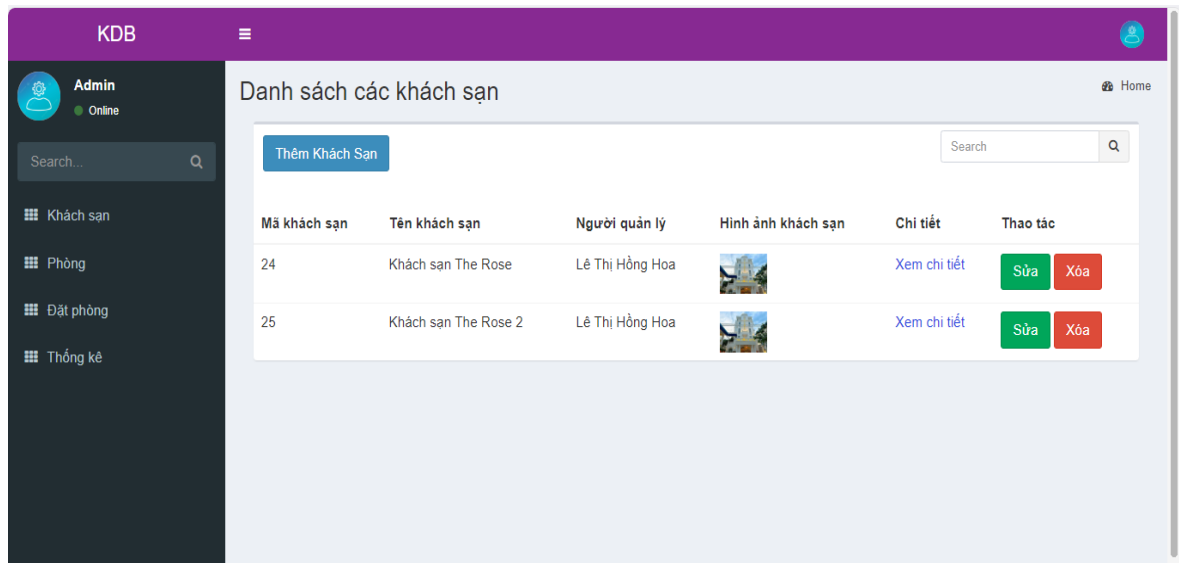 KDB
Admin
Online
Search...
Khách sạn
Phòng
Đặt phòng
Thống kê
Danh sách các khách sạn
Home
Thêm Khách Sạn
Search
Mã khách sạn Tên khách sạn Người quản lý Hình ảnh khách sạn Chi tiết Thao tác
24 Khách sạn The Rose Lê Thị Hồng Hoa Xem chi tiết Sửa Xóa
25 Khách sạn The Rose 2 Lê Thị Hồng Hoa Xem chi tiết Sửa Xóa